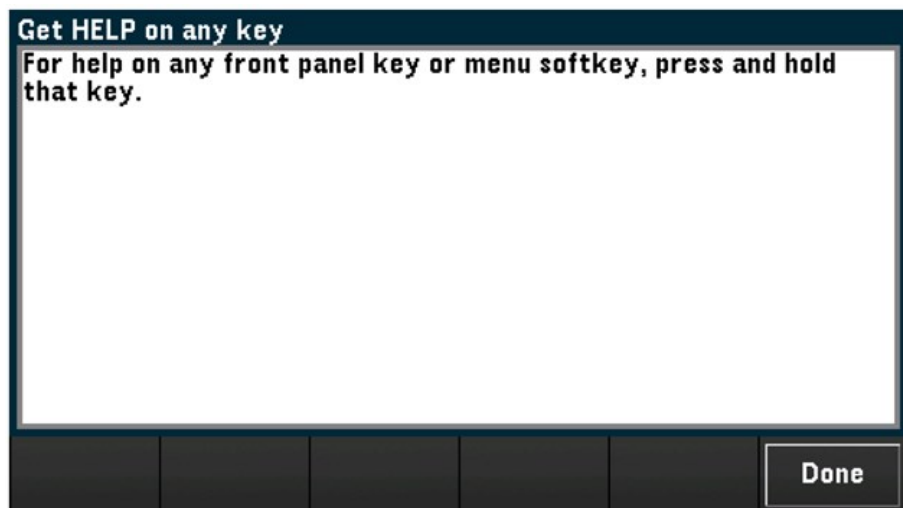 Get HELP on any key
For help on any front panel key or menu softkey, press and hold
that key.
Done